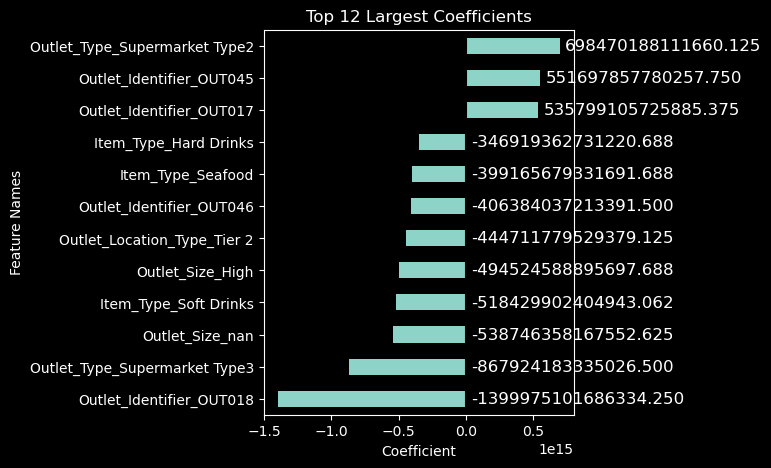 Top 12 Largest Coefficients
Outlet_Type_Supermarket Type2 698470188111660.125
Outlet_Identifier_OUT045 551697857780257.750
Outlet_Identifier_OUT017 535799105725885.375
Item_Type_Hard Drinks -346919362731220.688
Item_Type_Seafood -399165679331691.688
Outlet_Identifier_OUT046 -406384037213391.500
Outlet_Location_Type_Tier 2 -444711779529379.125
Outlet_Size_High -494524588895697.688
Item_Type_Soft Drinks -518429902404943.062
Outlet_Size_nan -538746358167552.625
Outlet_Type_Supermarket Type3 -867924183335026.500
Outlet_Identifier_OUT018 -1399975101686334.250
Feature Names
-1.5 -1.0 -0.5 0.0 0.5
1e15
Coefficient